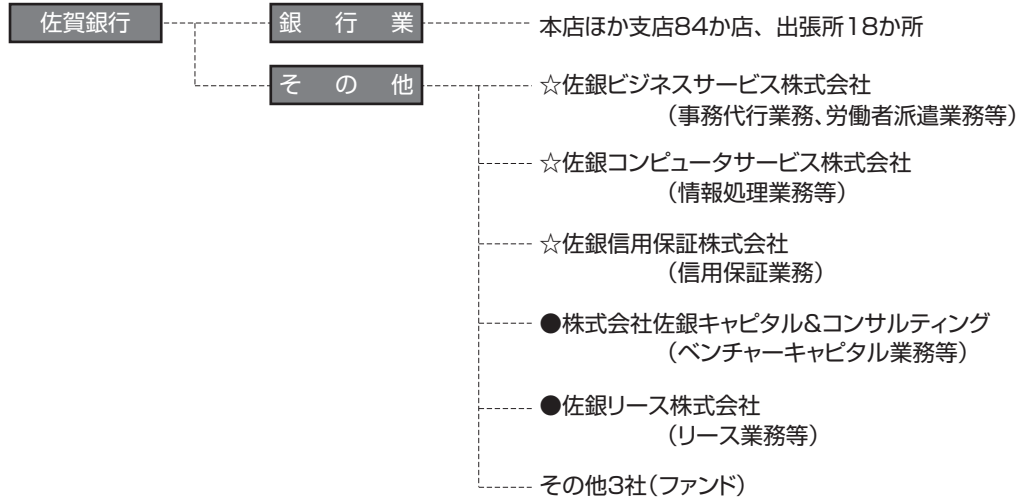 佐賀銀行
銀行業
本店ほか支店84か店、出張所18か所
その他
☆佐銀ビジネスサービス株式会社
（事務代行業務、労働者派遣業務等）
☆佐銀コンピュータサービス株式会社
（情報処理業務等）
☆佐銀信用保証株式会社
（信用保証業務）
●株式会社佐銀キャピタル&コンサルティング
（ベンチャーキャピタル業務等）
●佐銀リース株式会社
（リース業務等）
その他3社（ファンド）